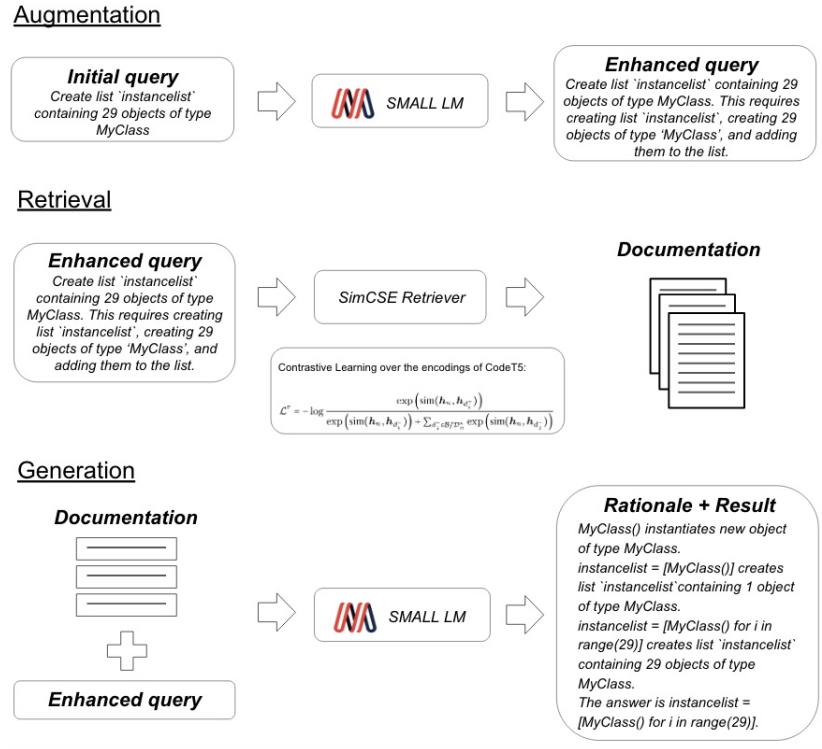 Augmentation
Initial query
Create list `instancelist`
containing 29 objects of type
MyClass
SMALL LM
Enhanced query
Create list `instancelist` containing 29
objects of type MyClass. This requires
creating list `instancelist`, creating 29
objects of type ‘MyClass’, and adding
them to the list.
Retrieval
Enhanced query
Create list `instancelist`
containing 29 objects of type
MyClass. This requires creating
list `instancelist`, creating 29
objects of type ‘MyClass’, and
adding them to the list.
SimCSE Retriever
Documentation
Contrastive Learning over the encodings of CodeT5:
exp(sim(h
exp(sim(h
exp(sim(h
Generation
Documentation
Enhanced query
SMALL LM
Rationale + Result
MyClass() instantiates new object
of type MyClass.
instancelist = [MyClass()] creates
list `instancelist`containing 1 object
of type MyClass.
instancelist = [MyClass() for i in
range(29)] creates list `instancelist`
containing 29 objects of type
MyClass.
The answer is instancelist =
[MyClass() for i in range(29)].